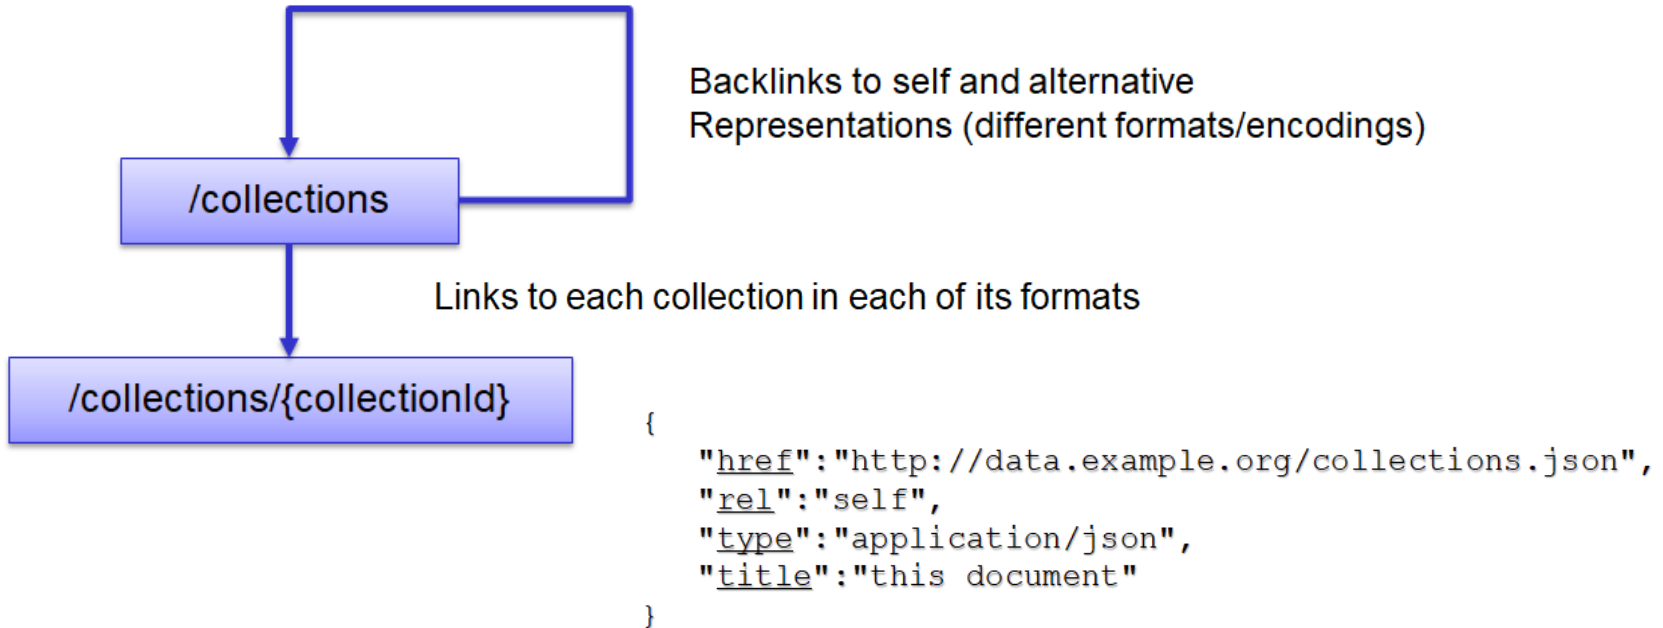 Backlinks to self and alternative
Representations (different formats/encodings)
/collections
Links to each collection in each of its formats
/collections/{collectionId}
{
"href":"http://data.example.org/collections.json",
"rel":"self",
"type":"application/json",
"title":"this document"
}